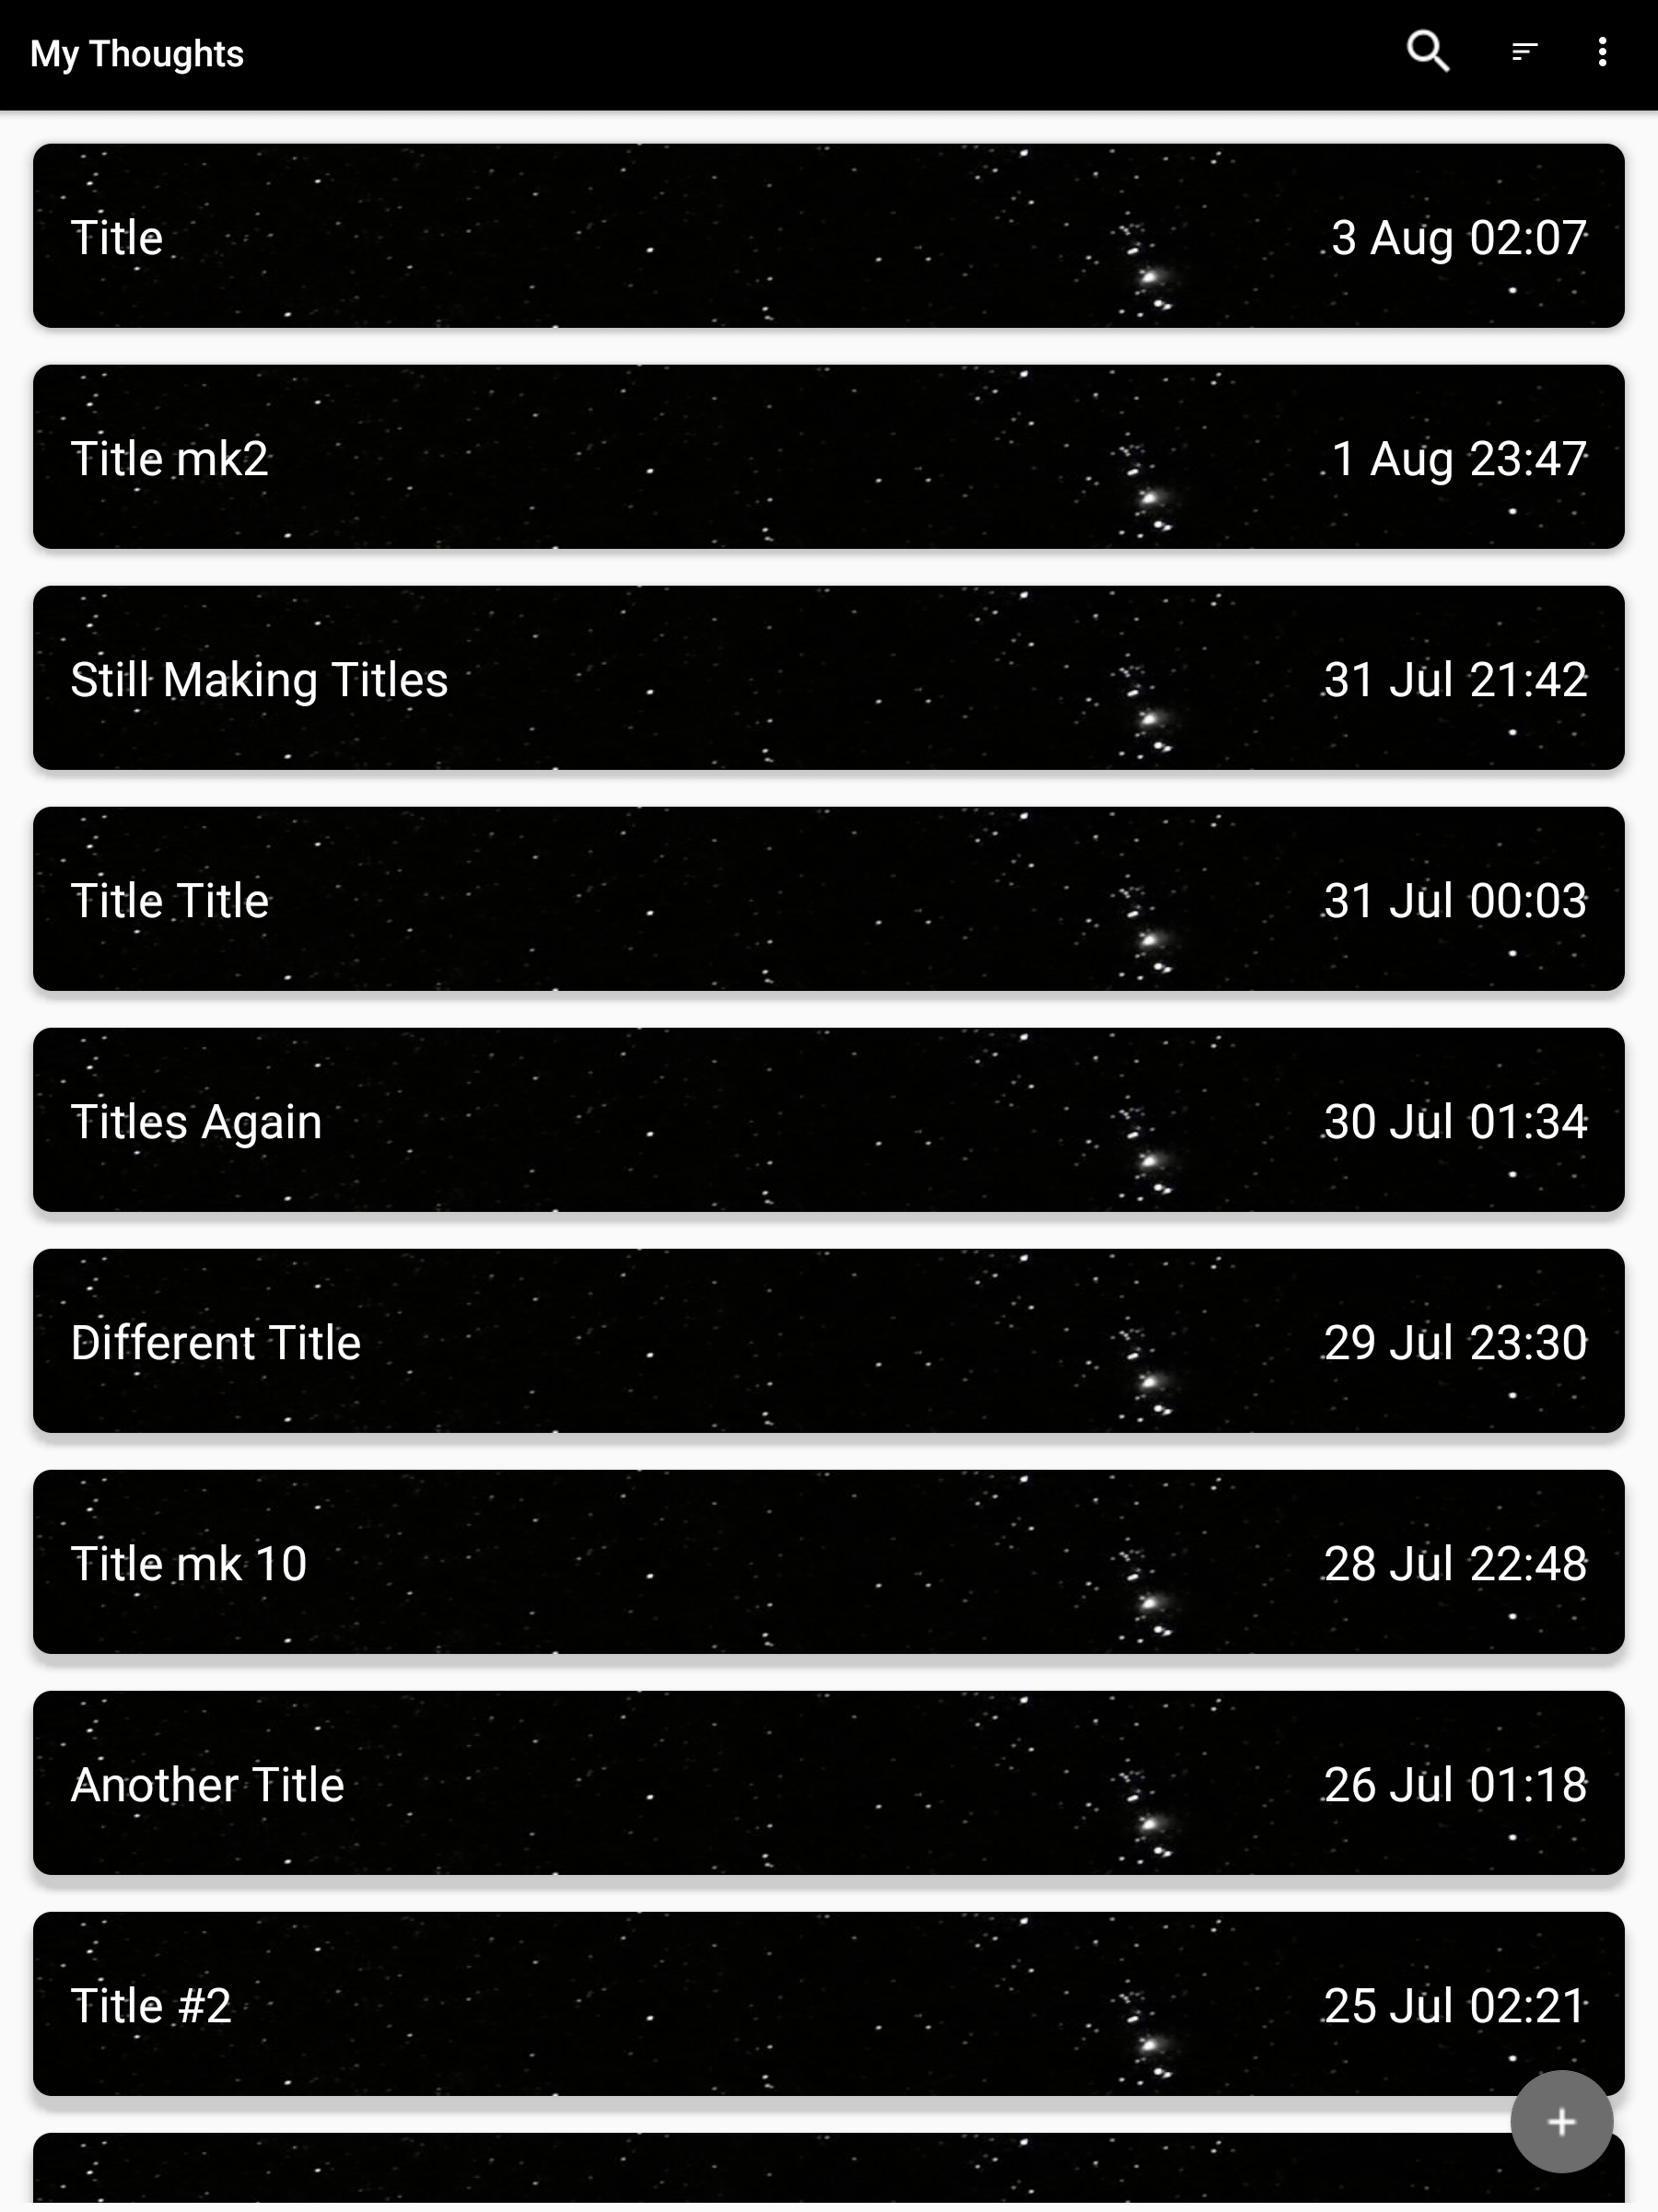 My Thoughts
Title 3 Aug 02:07
Title mk2 1 Aug 23:47
Still Making Titles 31 Jul 21:42
Title Title 31 Jul 00:03
Titles Again 30 Jul 01:34
Different Title 29 Jul 23:30
Title mk 10 28 Jul 22:48
Another Title 26 Jul 01:18
Title #2 25 Jul 02:21